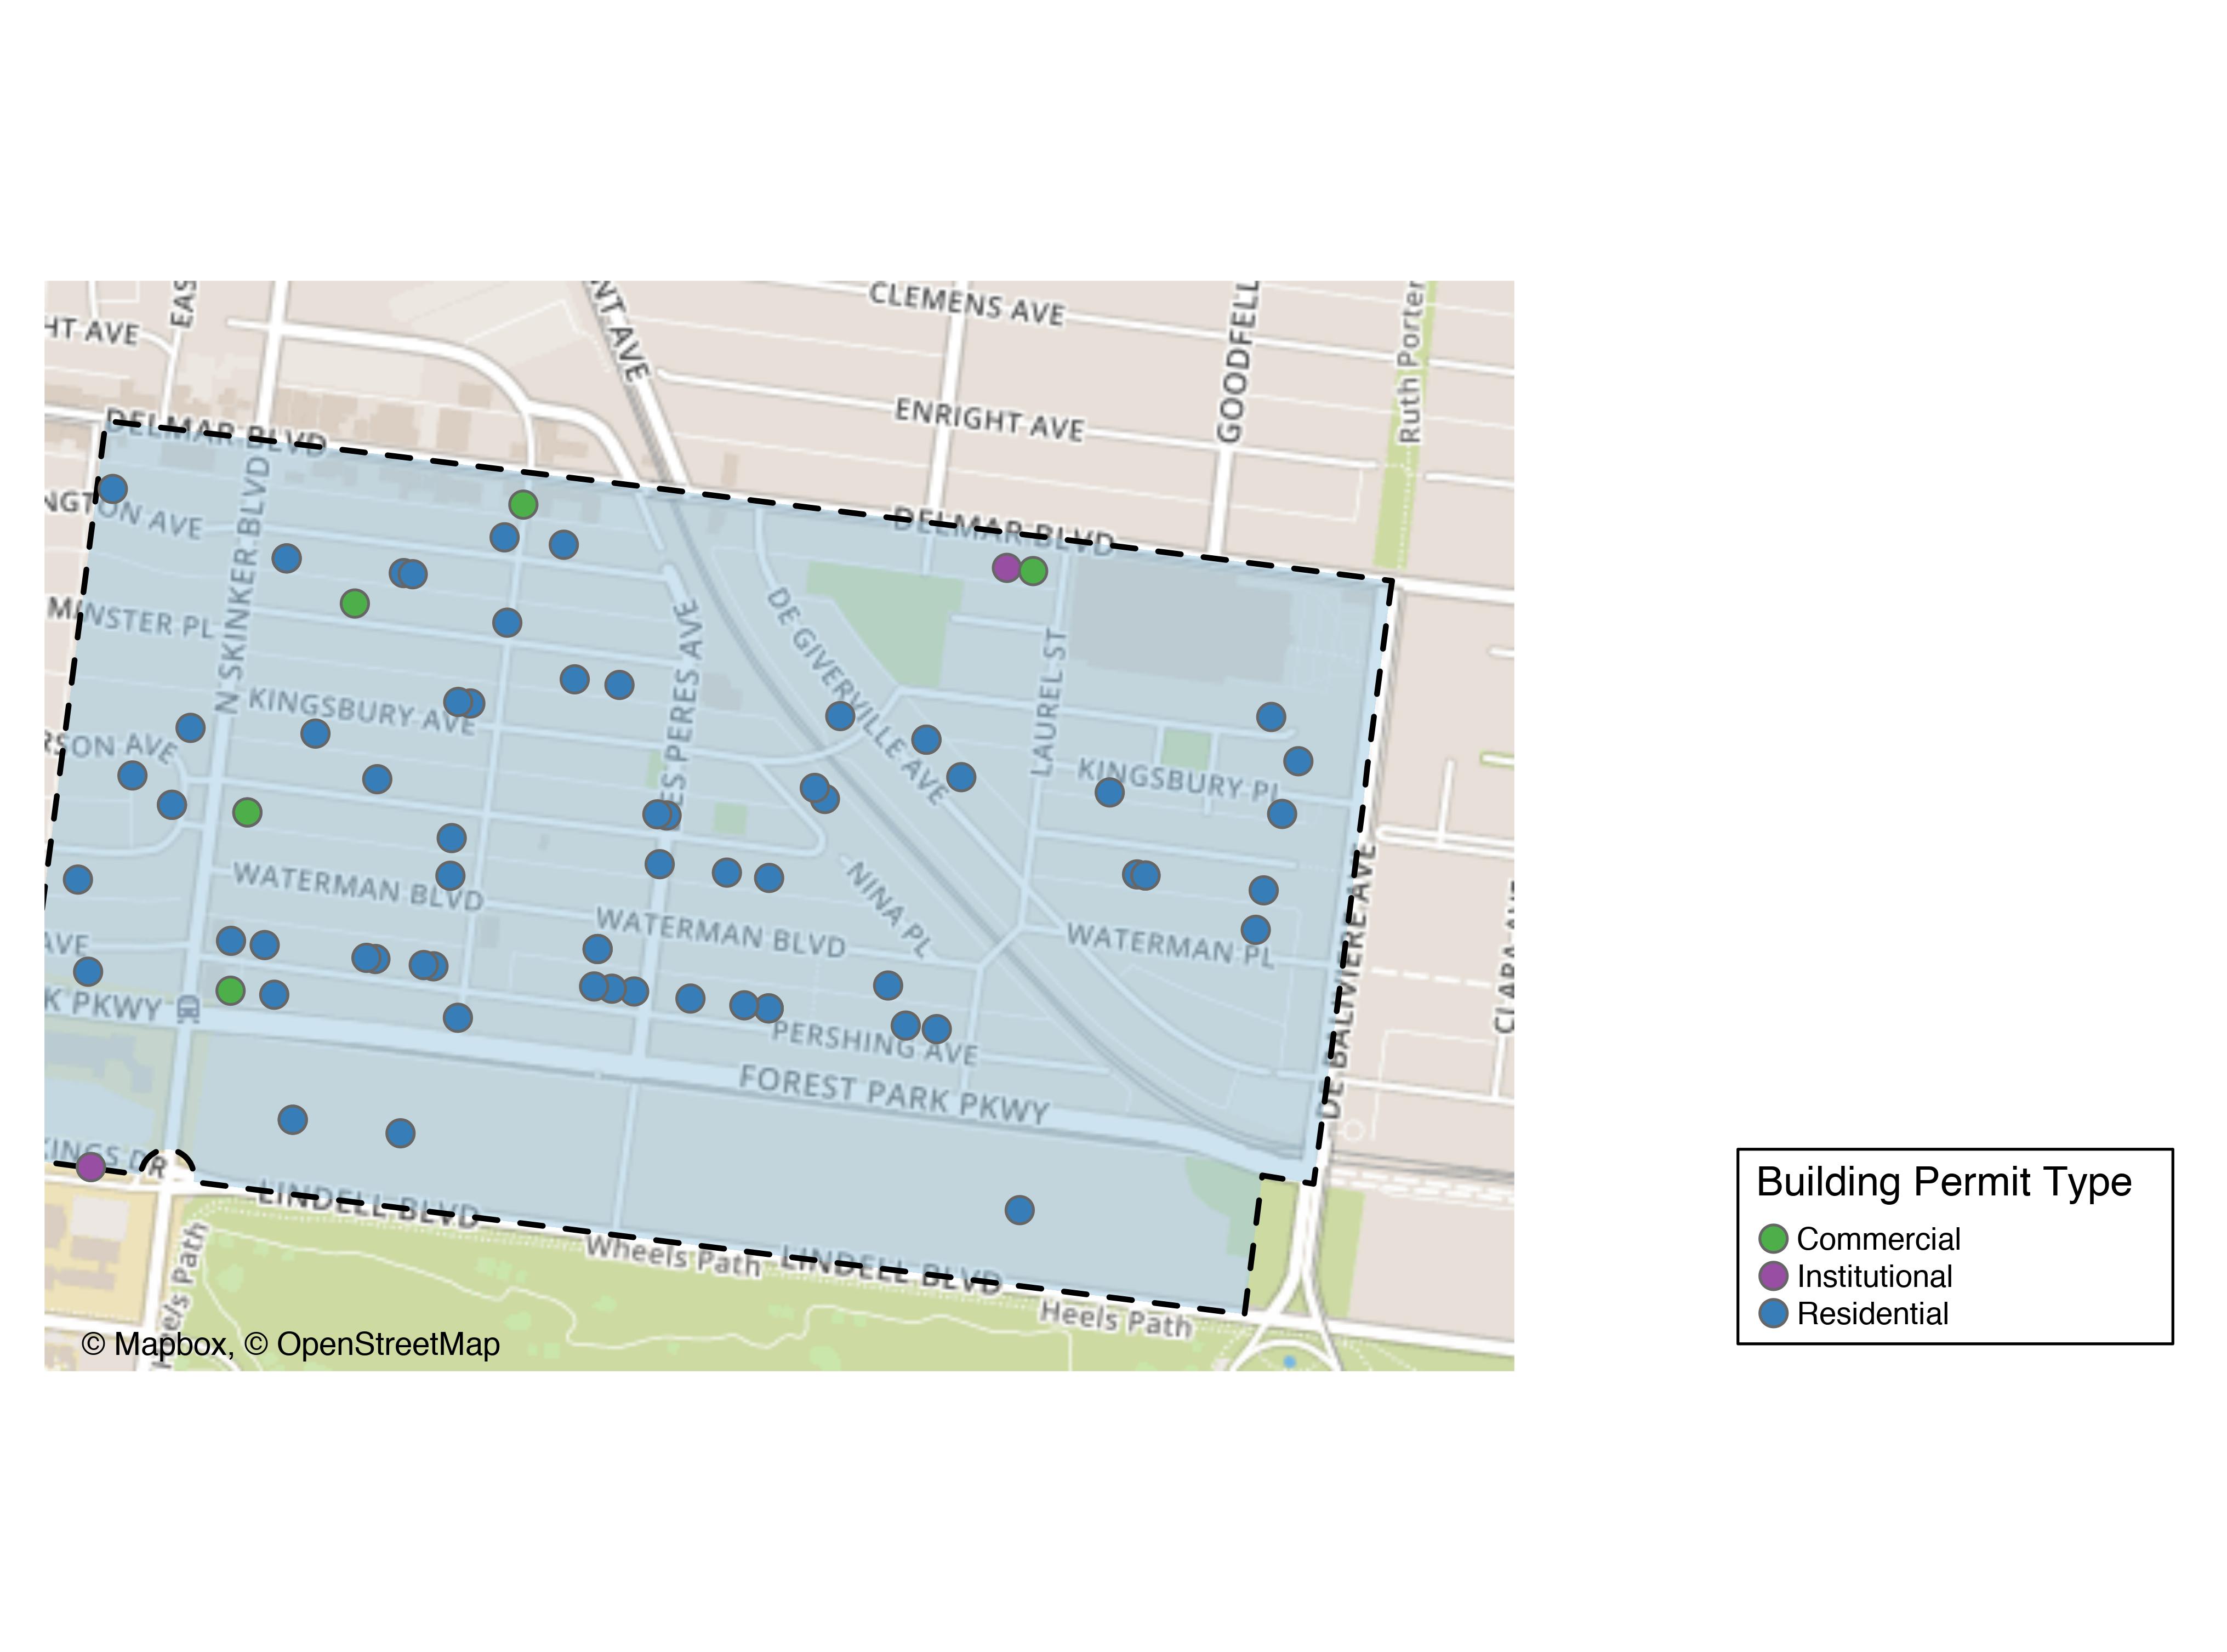 CLEMENS AVE
EAS
HT AVE
NT AVE
GOODFELL
Ruth Porter
ENRIGHT AVE
DELMAR BLVD
NGTON AVE
DELMAR BLVD
MINSTER PL
N SKINKER BLVD
DE GIVERVILLE AVE
ES PERES AVE
LAUREL ST
KINGSBURY AVE
RSON AVE
KINGSBURY PL
WATERMAN BLVD
NINA PL
WATERMAN BLVD
WATERMAN PL
AVE
K PKWY
PERSHING AVE
DE BALIVIERE AVE
CLARA AVE
FOREST PARK PKWY
KINGS DR
LINDELL BLVD
Wheels Path
LINDELL BLVD
Heels Path
heels Path
© Mapbox, © OpenStreetMap
Building Permit Type
Commercial
Institutional
Residential